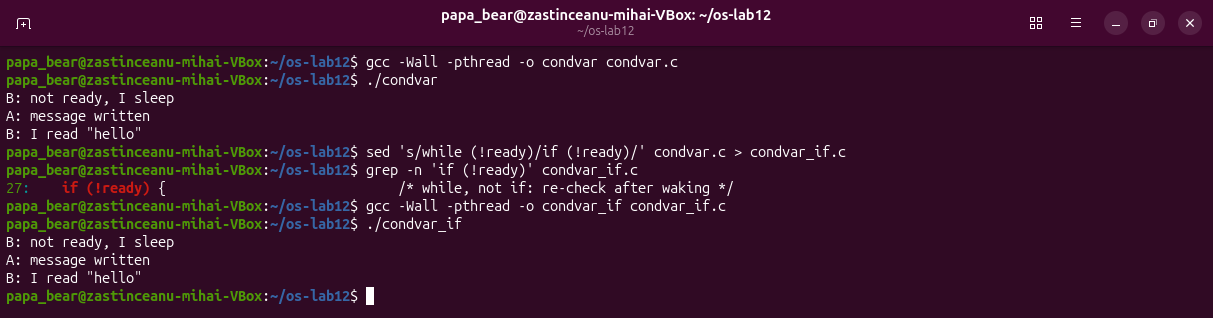 papa_bear@zastinceanu-mihai-VBox: ~/os-lab12
~/os-lab12
papa_bear@zastinceanu-mihai-VBox:~/os-lab12$ gcc -Wall -pthread -o condvar condvar.c
papa_bear@zastinceanu-mihai-VBox:~/os-lab12$ ./condvar
B: not ready, I sleep
A: message written
B: I read "hello"
papa_bear@zastinceanu-mihai-VBox:~/os-lab12$ sed 's/while (!ready)/if (!ready)/' condvar.c > condvar_if.c
papa_bear@zastinceanu-mihai-VBox:~/os-lab12$ grep -n 'if (!ready)' condvar_if.c
27:    if (!ready) {                             /* while, not if: re-check after waking */
papa_bear@zastinceanu-mihai-VBox:~/os-lab12$ gcc -Wall -pthread -o condvar_if condvar_if.c
papa_bear@zastinceanu-mihai-VBox:~/os-lab12$ ./condvar_if
B: not ready, I sleep
A: message written
B: I read "hello"
papa_bear@zastinceanu-mihai-VBox:~/os-lab12$